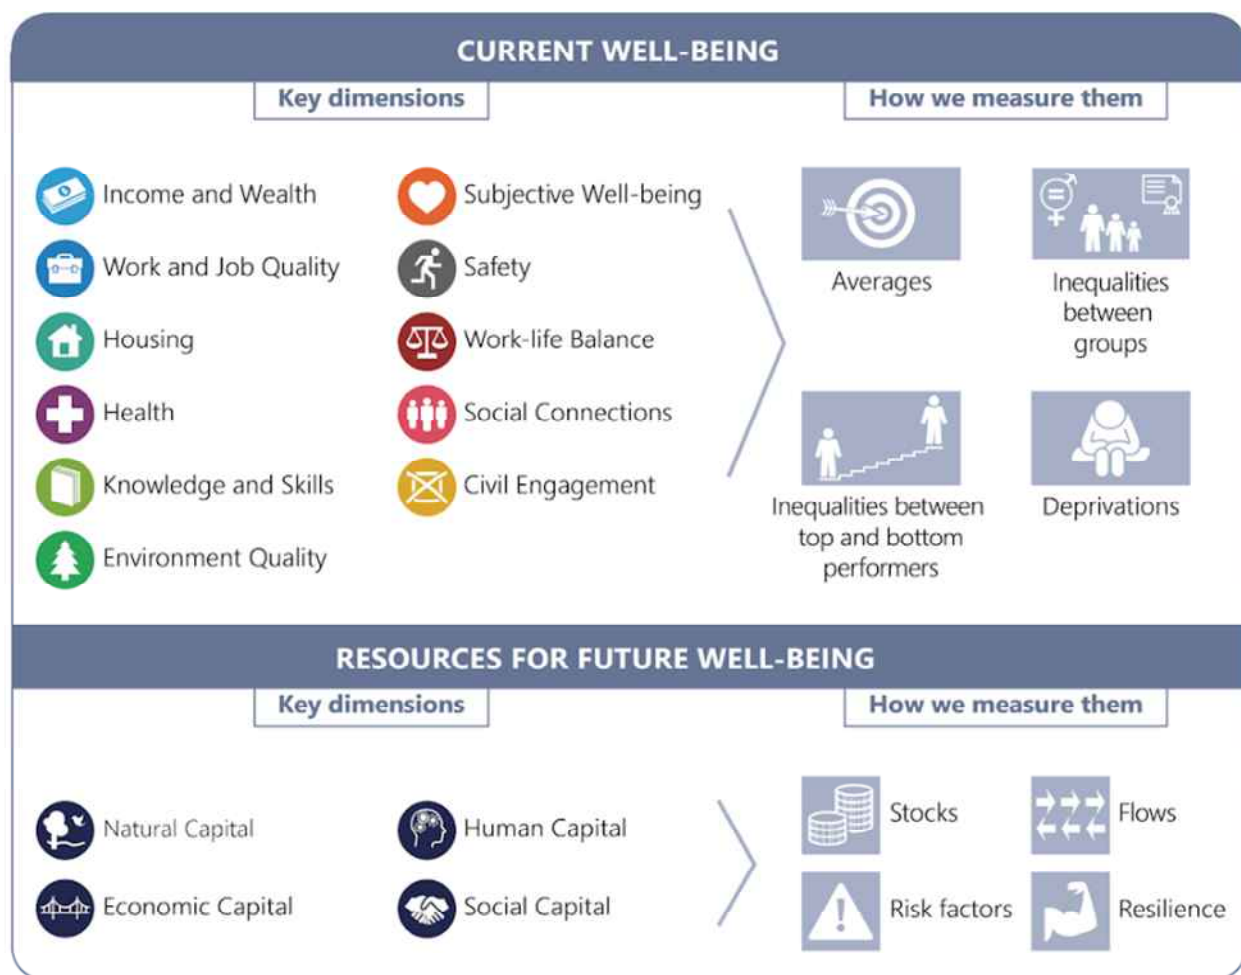 CURRENT WELL-BEING
Key dimensions
How we measure them
Income and Wealth
Subjective Well-being
Work and Job Quality
Safety
Housing
Work-life Balance
Health
Social Connections
Knowledge and Skills
Civil Engagement
Environment Quality
Averages
Inequalities
between
groups
Inequalities between
top and bottom
performers
Deprivations
RESOURCES FOR FUTURE WELL-BEING
Key dimensions
How we measure them
Natural Capital
Human Capital
Economic Capital
Social Capital
Stocks
Flows
Risk factors
Resilience